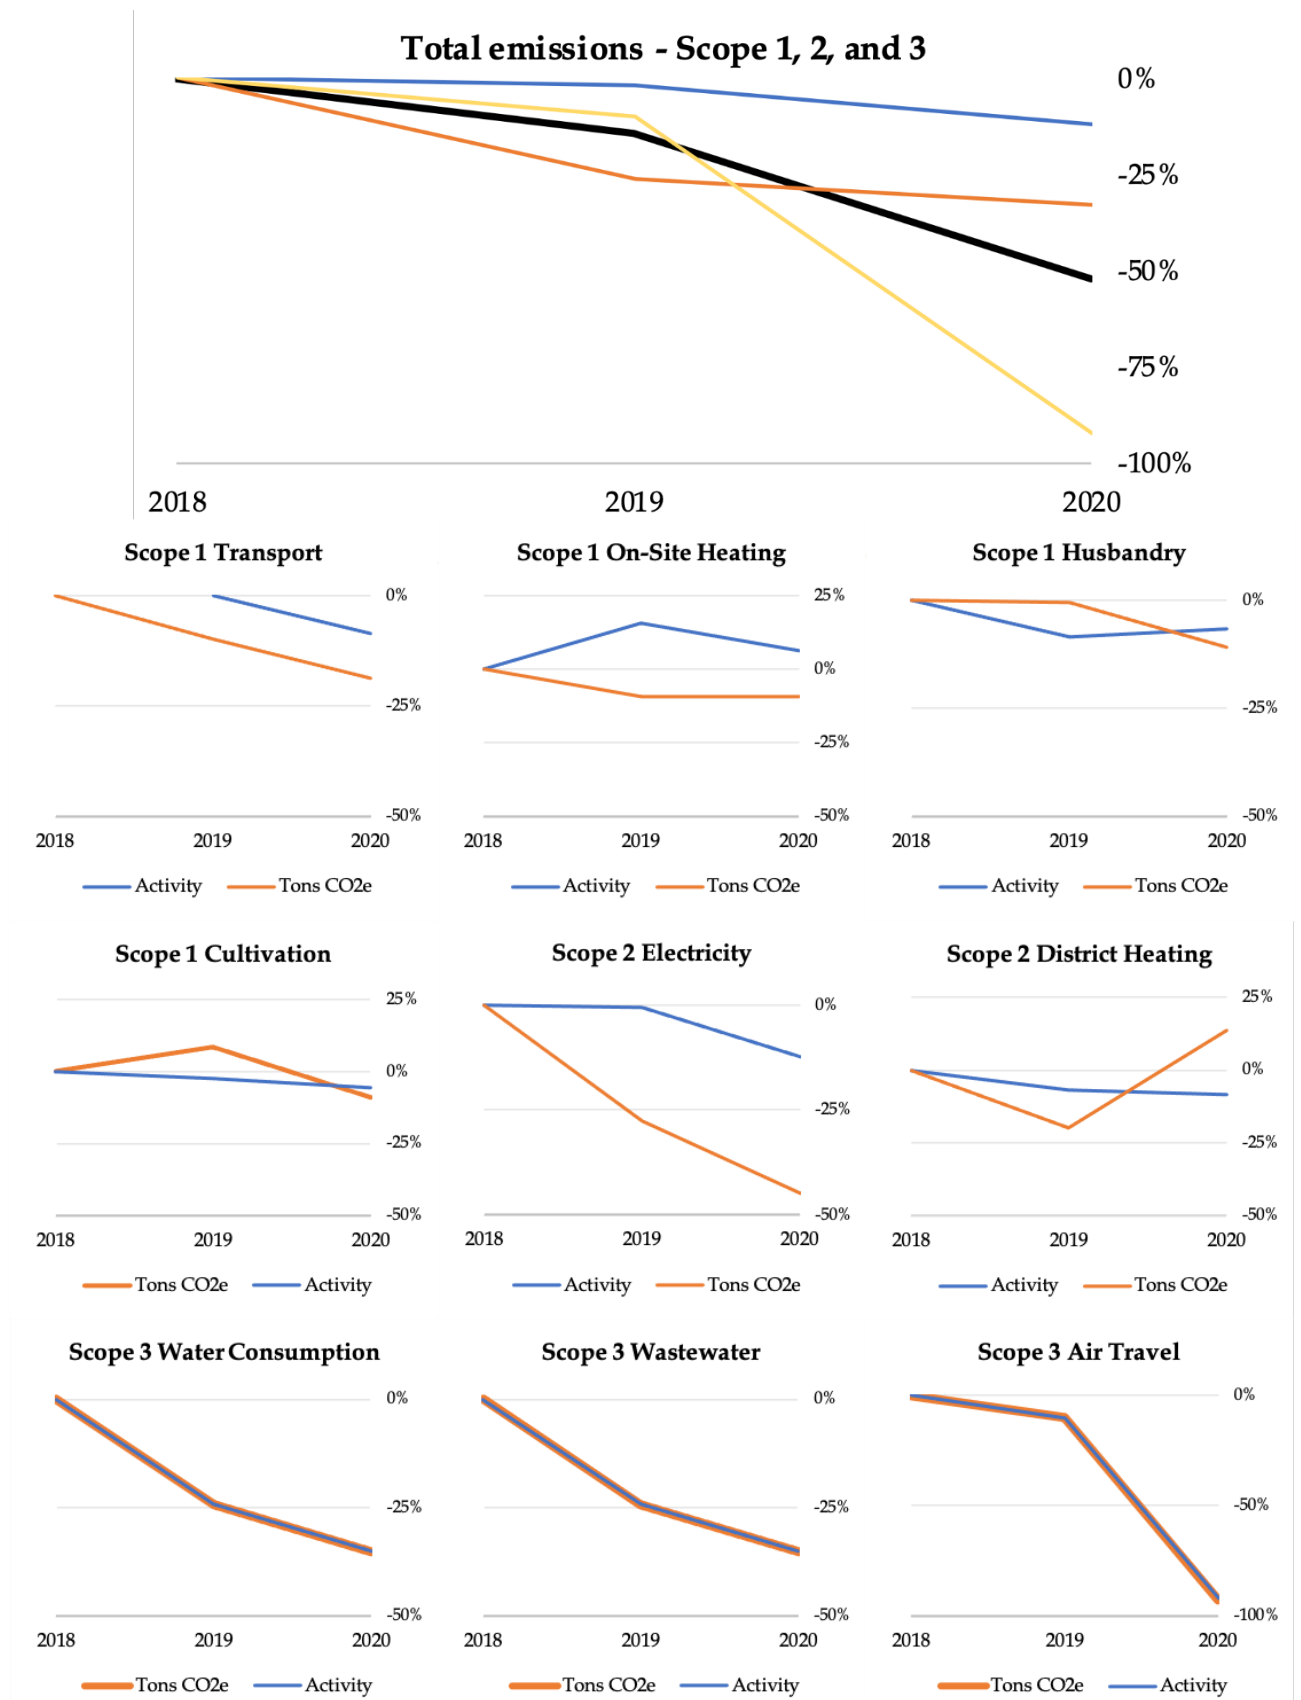 Total emissions - Scope 1, 2, and 3
0%
-25%
-50%
-75%
-100%
2018 2019 2020
Scope 1 Transport
0%
-25%
-50%
2018 2019 2020
Activity Tons CO2e
Scope 1 On-Site Heating
25%
0%
-25%
-50%
2018 2019 2020
Activity Tons CO2e
Scope 1 Husbandry
0%
-25%
-50%
2018 2019 2020
Activity Tons CO2e
Scope 1 Cultivation
25%
0%
-25%
-50%
2018 2019 2020
Tons CO2e Activity
Scope 2 Electricity
0%
-25%
-50%
2018 2019 2020
Activity Tons CO2e
Scope 2 District Heating
25%
0%
-25%
-50%
2018 2019 2020
Activity Tons CO2e
Scope 3 Water Consumption
0%
-25%
-50%
2018 2019 2020
Tons CO2e Activity
Scope 3 Wastewater
0%
-25%
-50%
2018 2019 2020
Tons CO2e Activity
Scope 3 Air Travel
0%
-50%
-100%
2018 2019 2020
Tons CO2e Activity